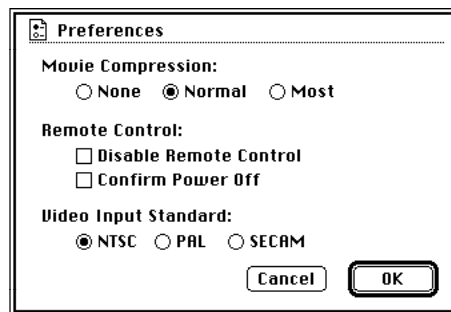 Preferences
Movie Compression:
None Normal Most
Remote Control:
Disable Remote Control
Confirm Power Off
Video Input Standard:
NTSC PAL SECAM
Cancel OK